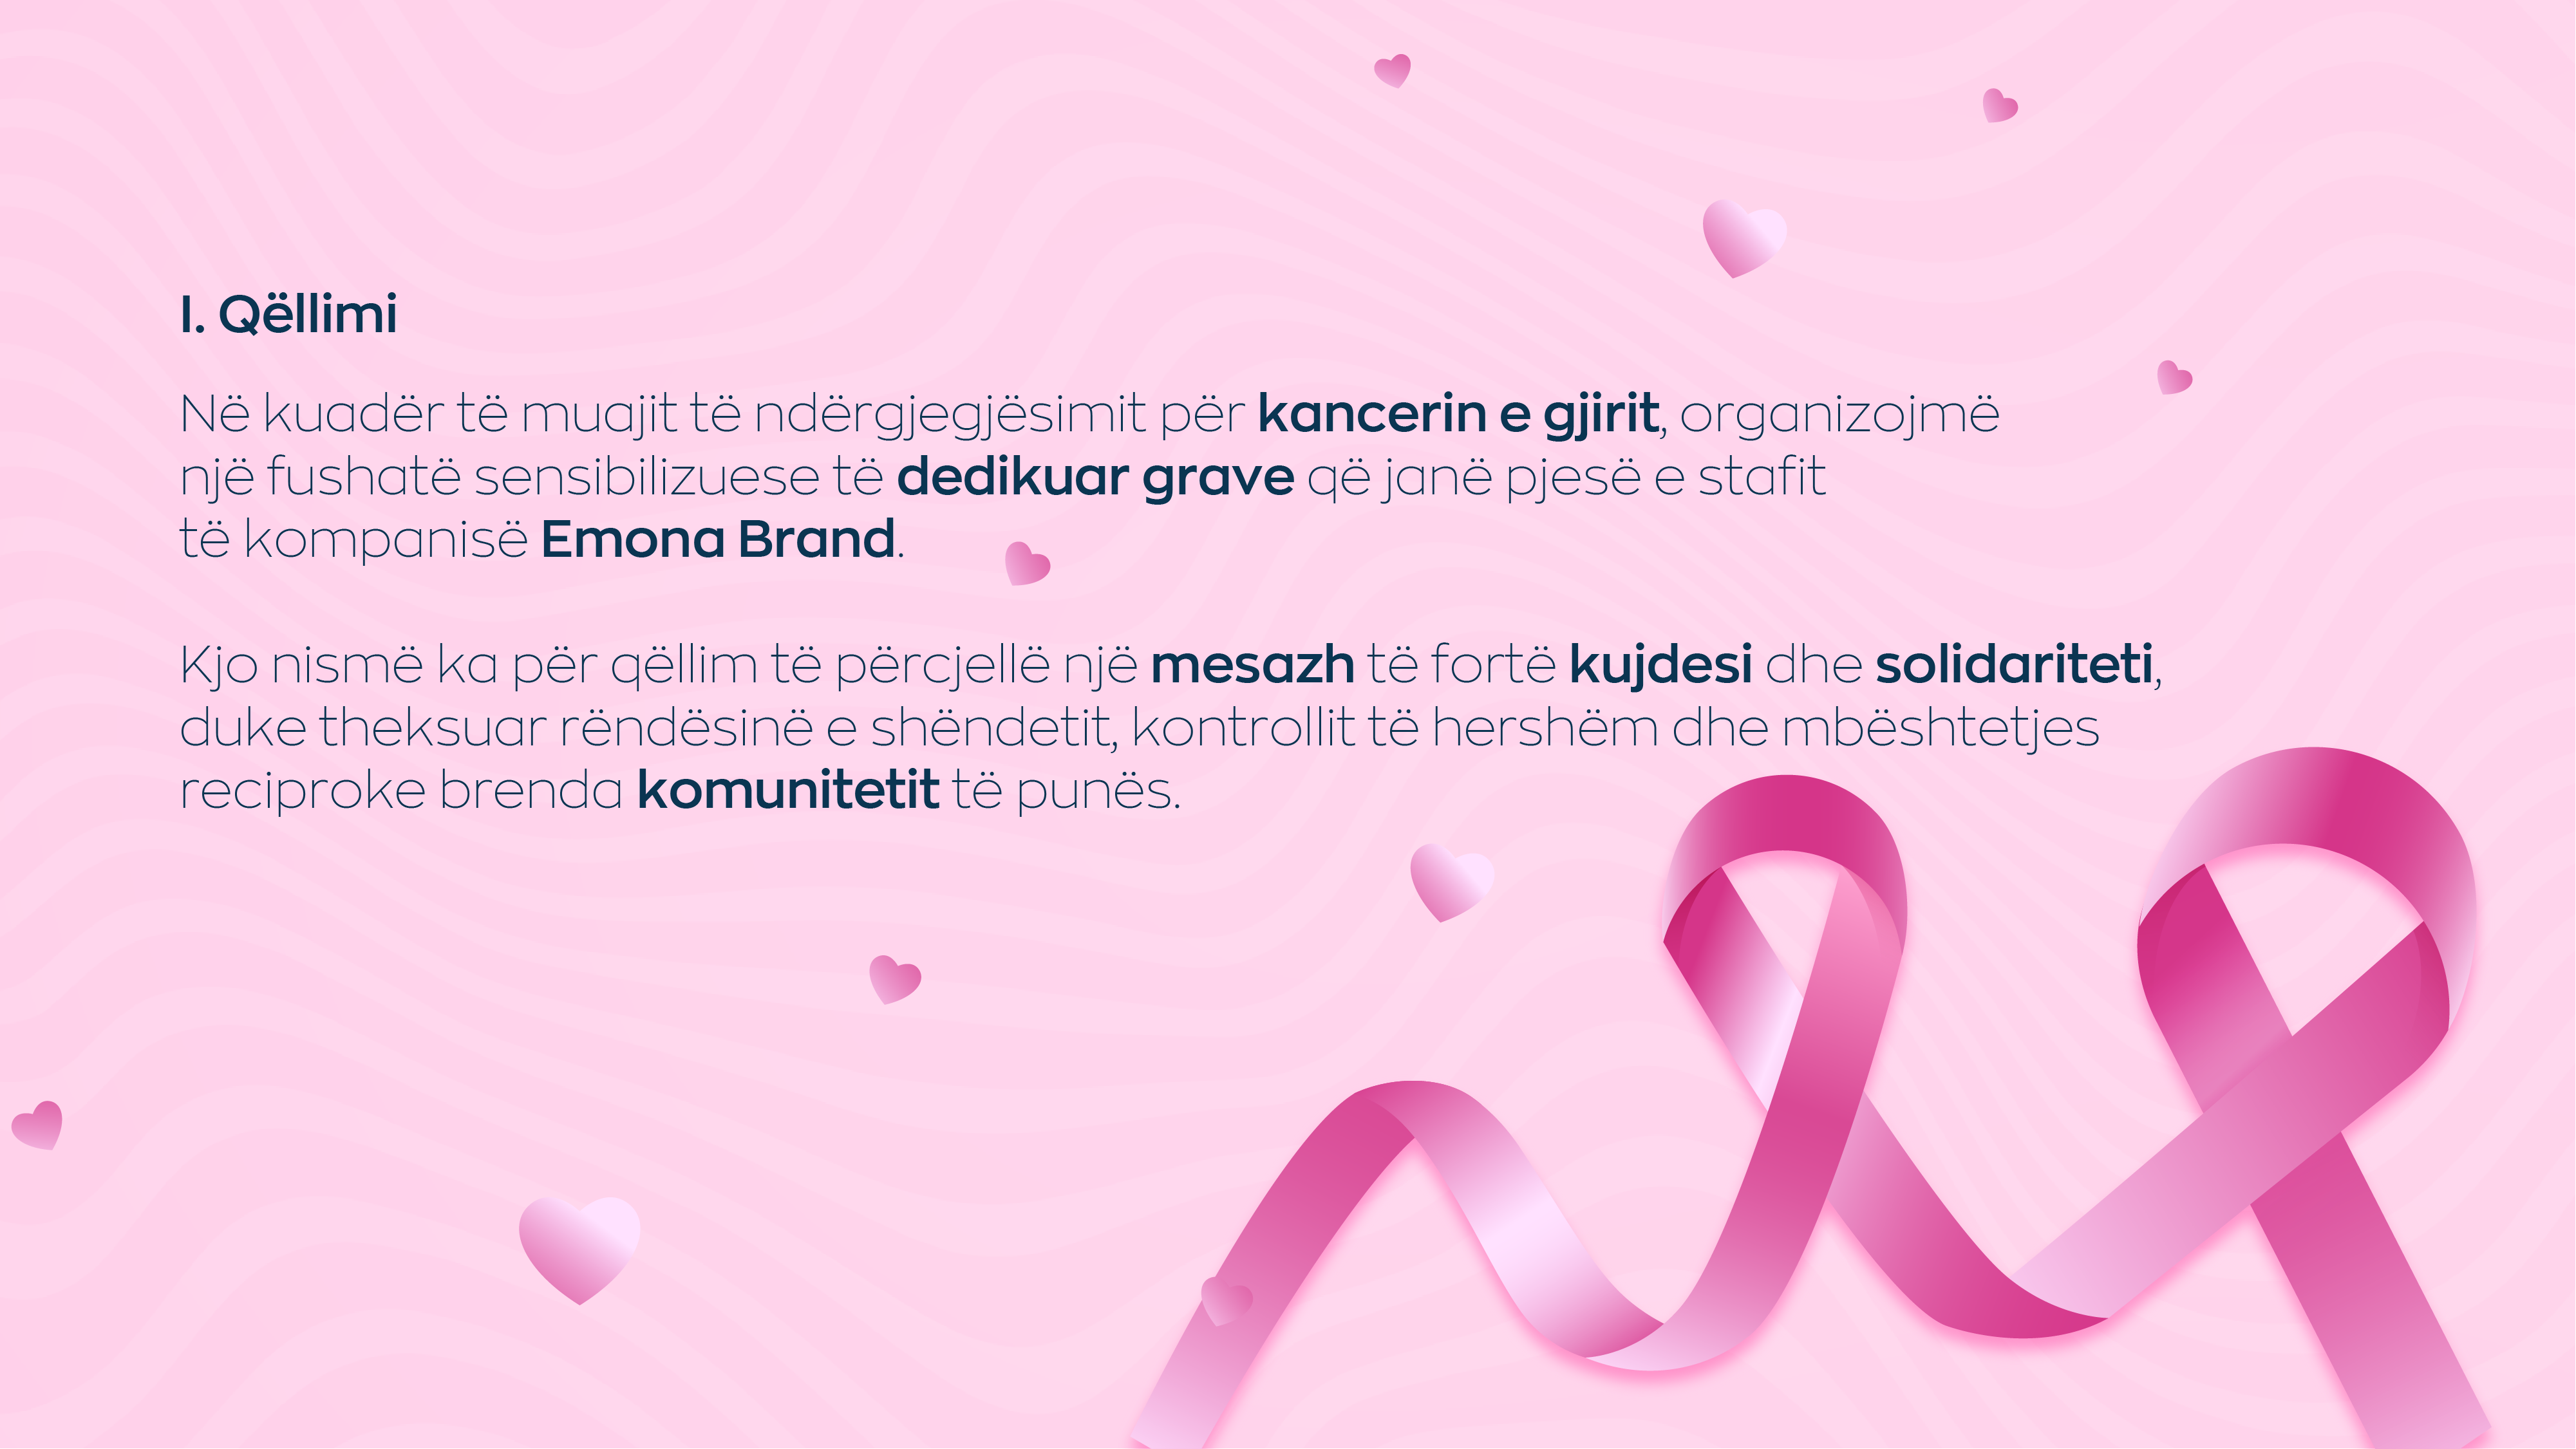 I. Qëllimi
Në kuadër të muajit të ndërgjegjësimit për kancerin e gjirit, organizojmë
një fushatë sensibilizuese të dedikuar grave që janë pjesë e stafit
të kompanisë Emona Brand.
Kjo nismë ka për qëllim të përcjellë një mesazh të fortë kujdesi dhe solidariteti,
duke theksuar rëndësinë e shëndetit, kontrollit të hershëm dhe mbështetjes
reciproke brenda komunitetit të punës.